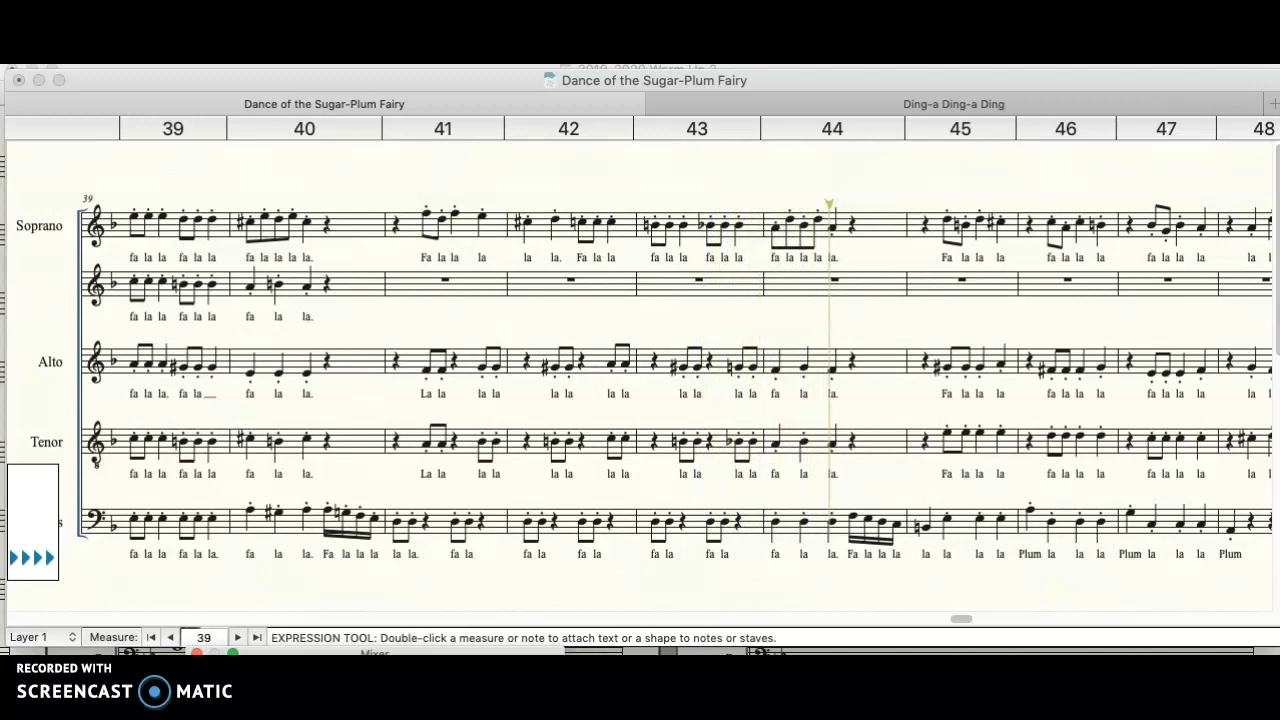 Dance of the Sugar-Plum Fairy
Dance of the Sugar-Plum Fairy Ding-a Ding-a Ding
39 40 41 42 43 44 45 46 47 48
39
Soprano
fa la la fa la la fa la la la la. Fa la la la la la. Fa la la fa la la fa la la fa la la la la. Fa la la la fa la la la fa la la la la l
fa la la fa la la fa la la.
Alto
fa la la. fa la__ fa la la. La la la la fa la la la la la la la fa la la. Fa la la la fa la la la fa la la la la l
Tenor
fa la la fa la la fa la la. La la la la fa la la la la la la la fa la la. Fa la la la fa la la la fa la la la la l
s
fa la la fa la la. fa la la. Fa la la la la la. fa la fa la fa la fa la fa la fa la la. Fa la la la la la la la Plum la la la Plum la la la Plum
Layer 1 Measure: 39 EXPRESSION TOOL: Double-click a measure or note to attach text or a shape to notes or staves.
Mixer
RECORDED WITH
SCREENCAST MATIC